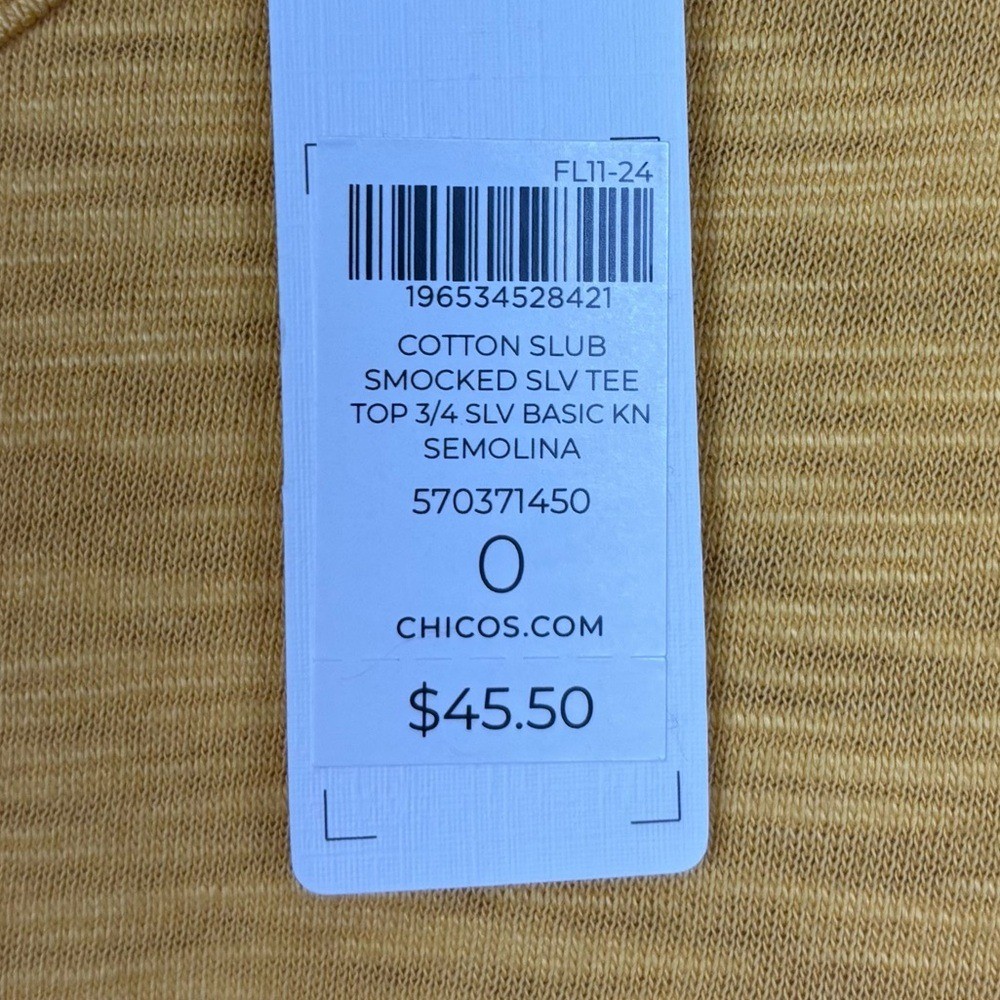 FL11-24
196534528421
COTTON SLUB
SMOCKED SLV TEE
TOP 3/4 SLV BASIC KN
SEMOLINA
570371450
0
CHICOS.COM
$45.50